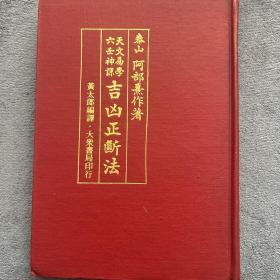 泰山 阿部熹作著
天文易學
六壬神課
吉凶正斷法
黃太郎編譯・大衆書局印行